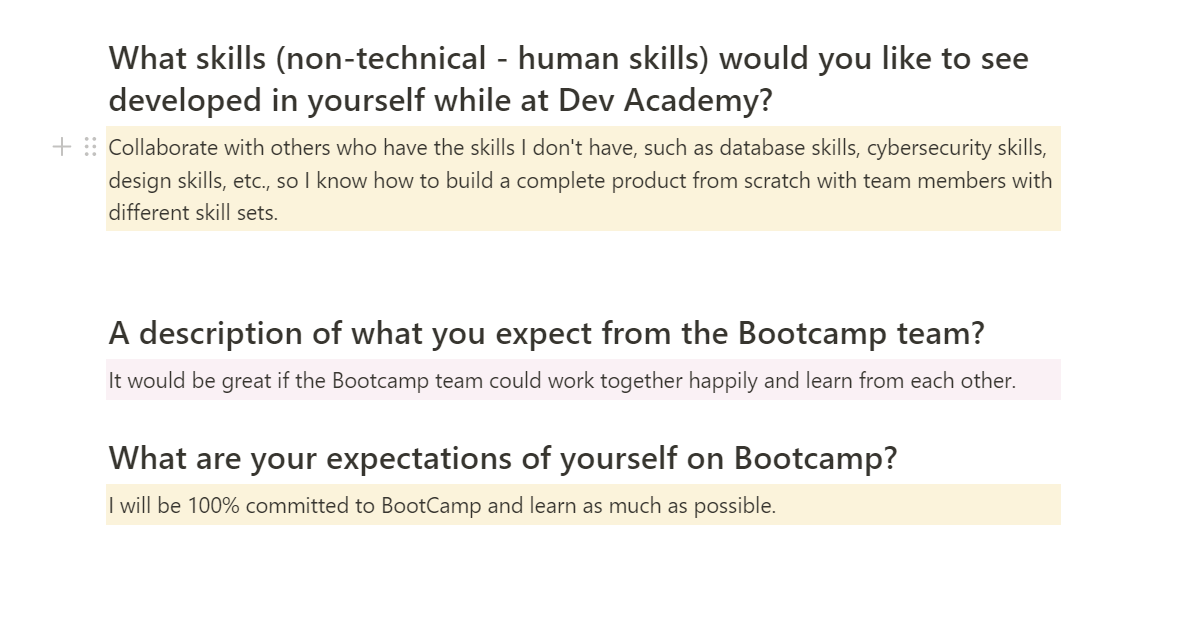 What skills (non-technical - human skills) would you like to see
developed in yourself while at Dev Academy?
Collaborate with others who have the skills I don't have, such as database skills, cybersecurity skills,
design skills, etc., so I know how to build a complete product from scratch with team members with
different skill sets.
A description of what you expect from the Bootcamp team?
It would be great if the Bootcamp team could work together happily and learn from each other.
What are your expectations of yourself on Bootcamp?
I will be 100% committed to BootCamp and learn as much as possible.